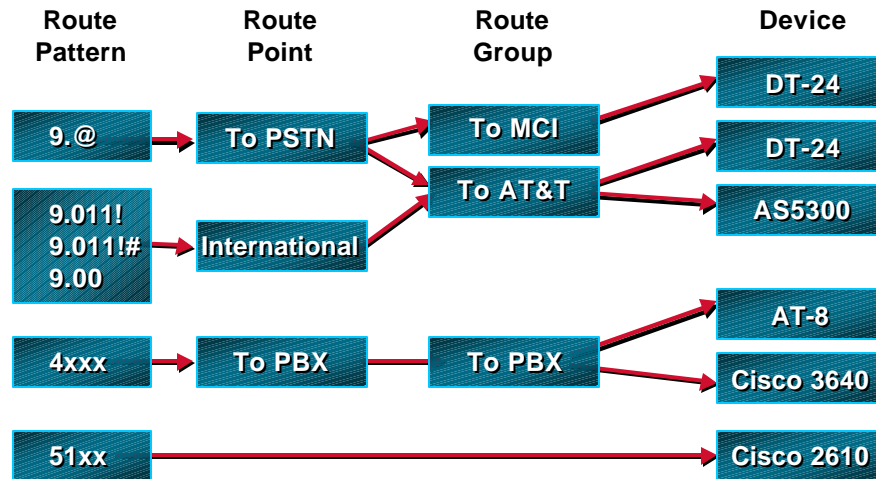 Route Pattern
Route Point
Route Group
Device
9.@
To PSTN
To MCI
DT-24
To AT&T
DT-24
AS5300
9.011!
9.011!#
9.00
International
4xxx
To PBX
To PBX
AT-8
Cisco 3640
51xx
Cisco 2610